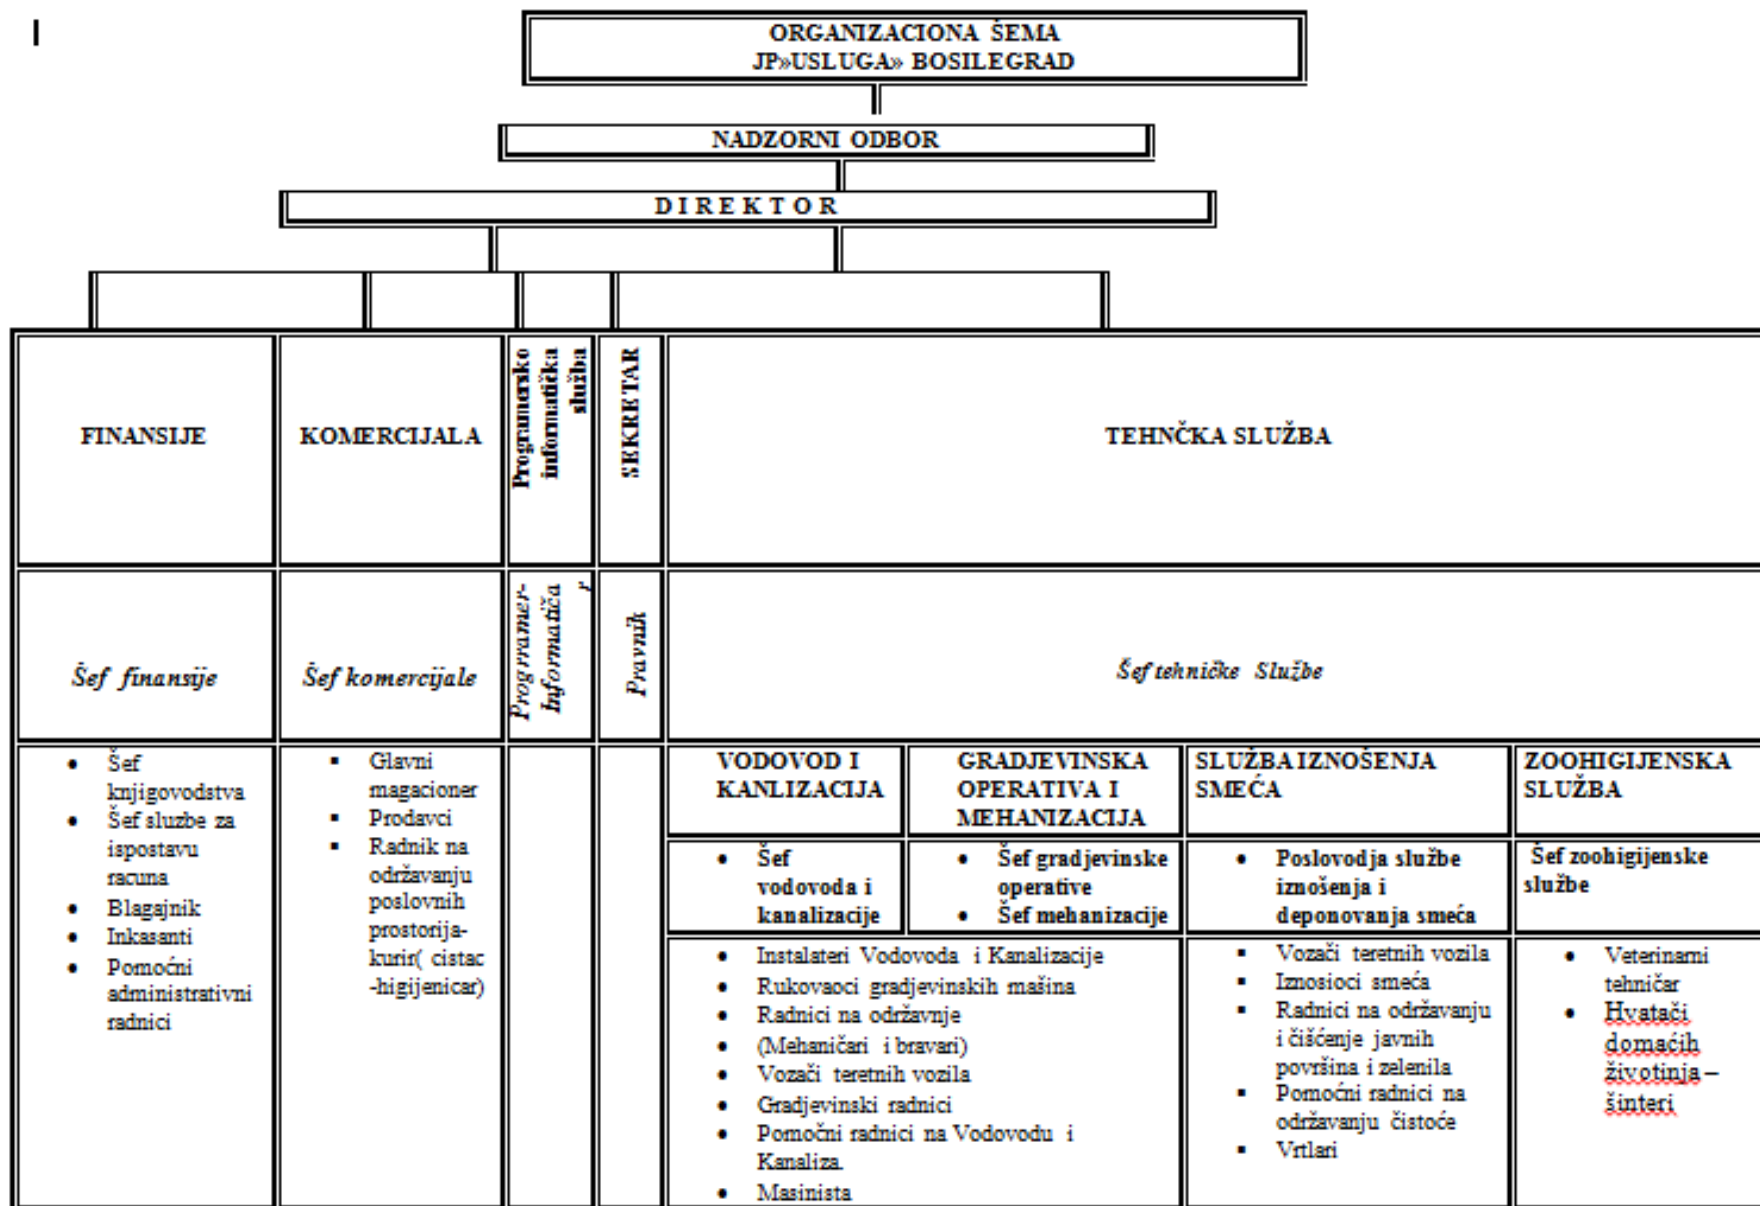 ORGANIZACIONA ŠEMA
JP»USLUGA» BOSILEGRAD
NADZORNI ODBOR
D I R E K T O R
FINANSIJE
KOMERCIJALA
Programersko
informatička
služba
SEKRETAR
TEHNČKA SLUŽBA
Šef finansije
Šef komercijale
Progrramer-
Informatiča
r
Pravnik
Šef tehničke Službe
• Šef
knjigovodstva
• Šef sluzbe za
ispostavu
racuna
• Blagajnik
• Inkasanti
• Pomoćni
administrativni
radnici
▪ Glavni
magacioner
▪ Prodavci
▪ Radnik na
održavanju
poslovnih
prostorija-
kurir( cistac
-higijenicar)
VODOVOD I
KANLIZACIJA
GRADJEVINSKA
OPERATIVA I
MEHANIZACIJA
SLUŽBA IZNOŠENJA
SMEĆA
ZOOHIGIJENSKA
SLUŽBA
• Šef
vodovoda i
kanalizacije
• Šef gradjevinske
operative
• Šef mehanizacije
• Poslovodja službe
iznošenja i
deponovanja smeća
Šef zoohigijenske
službe
• Instalateri Vodovoda i Kanalizacije
• Rukovaoci gradjevinskih mašina
• Radnici na održavnje
• (Mehaničari i bravari)
• Vozači teretnih vozila
• Gradjevinski radnici
• Pomočni radnici na Vodovodu i
Kanaliza.
• Masinista
▪ Vozači teretnih vozila
▪ Iznosioci smeća
▪ Radnici na održavanju
i čišćenje javnih
površina i zelenila
▪ Pomoćni radnici na
održavanju čistoće
▪ Vrtlari
• Veterinarni
tehničar
• Hvatači
domaćih
životinja –
šinteri